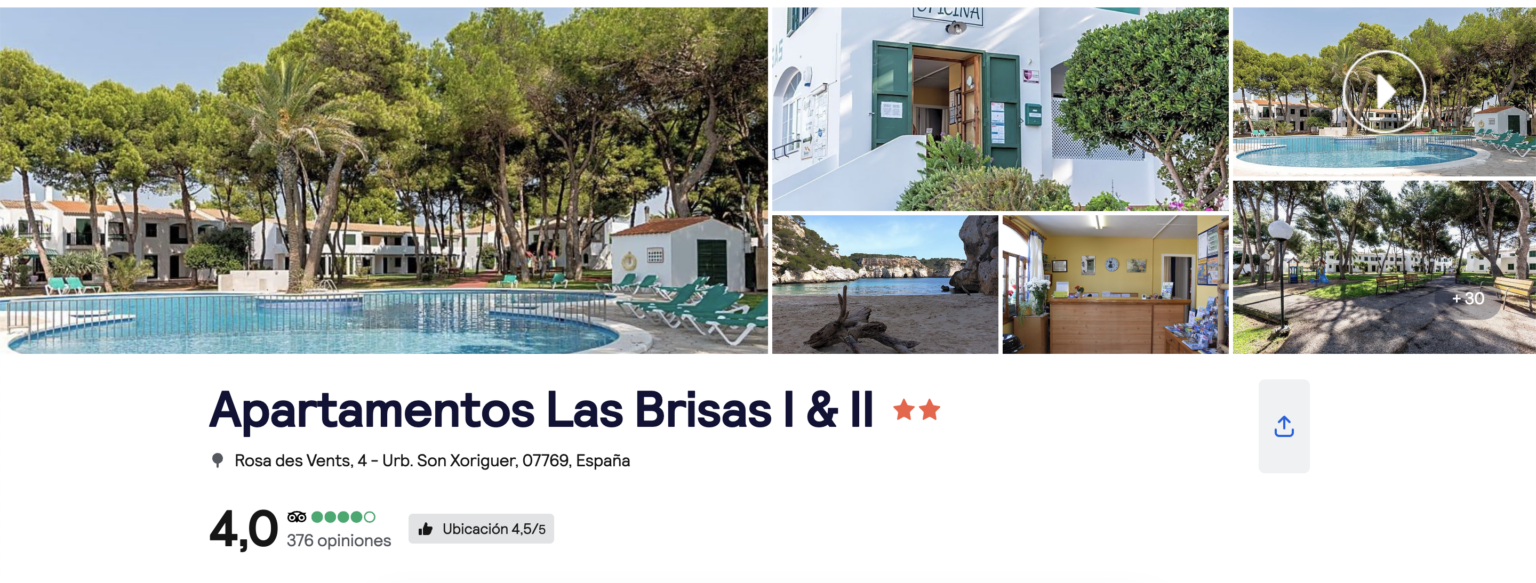 OFICINA
+ 30
Apartamentos Las Brisas I & II
Rosa des Vents, 4 - Urb. Son Xoriguer, 07769, España
4,0
376 opiniones
Ubicación 4,5/5